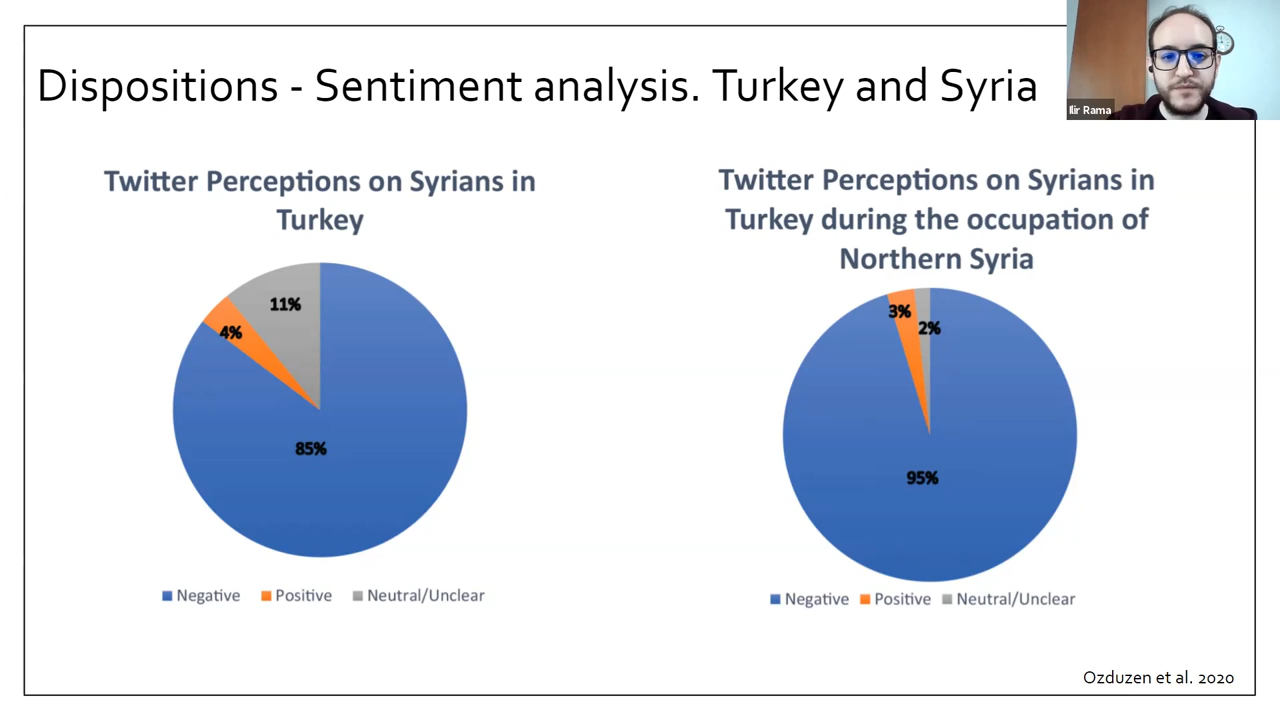 Dispositions - Sentiment analysis. Turkey and Syria
Ilir Rama
Twitter Perceptions on Syrians in
Turkey
11%
4%
85%
Negative Positive Neutral/Unclear
Twitter Perceptions on Syrians in
Turkey during the occupation of
Northern Syria
3%
2%
95%
Negative Positive Neutral/Unclear
Ozduzen et al. 2020